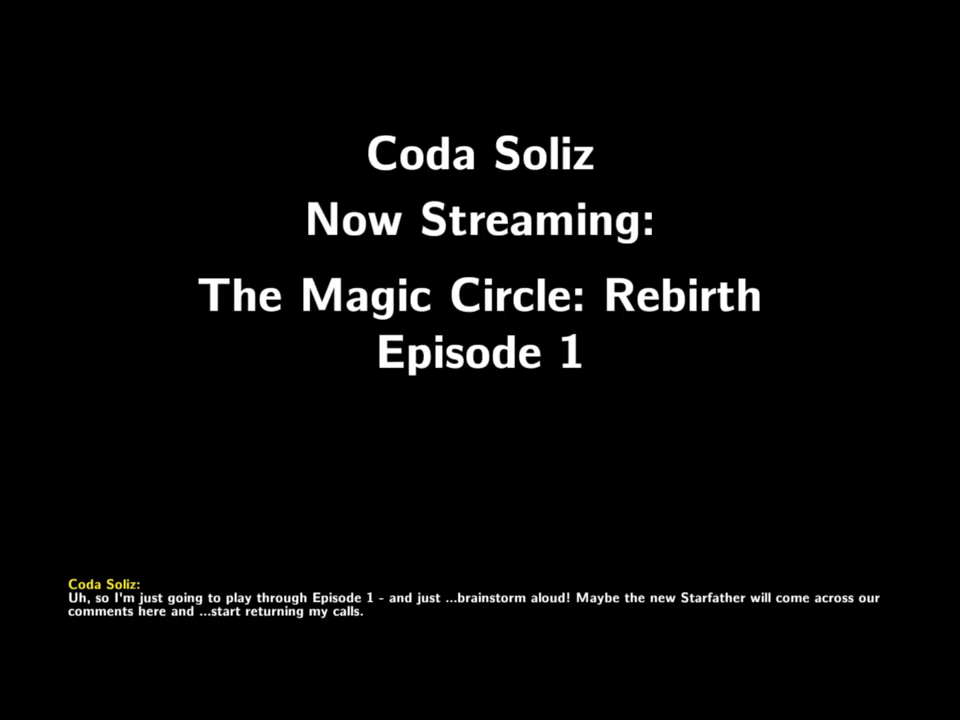 Coda Soliz
Now Streaming:
The Magic Circle: Rebirth
Episode 1
Coda Soliz:
Uh, so I'm just going to play through Episode 1 - and just ...brainstorm aloud! Maybe the new Starfather will come across our
comments here and ...start returning my calls.